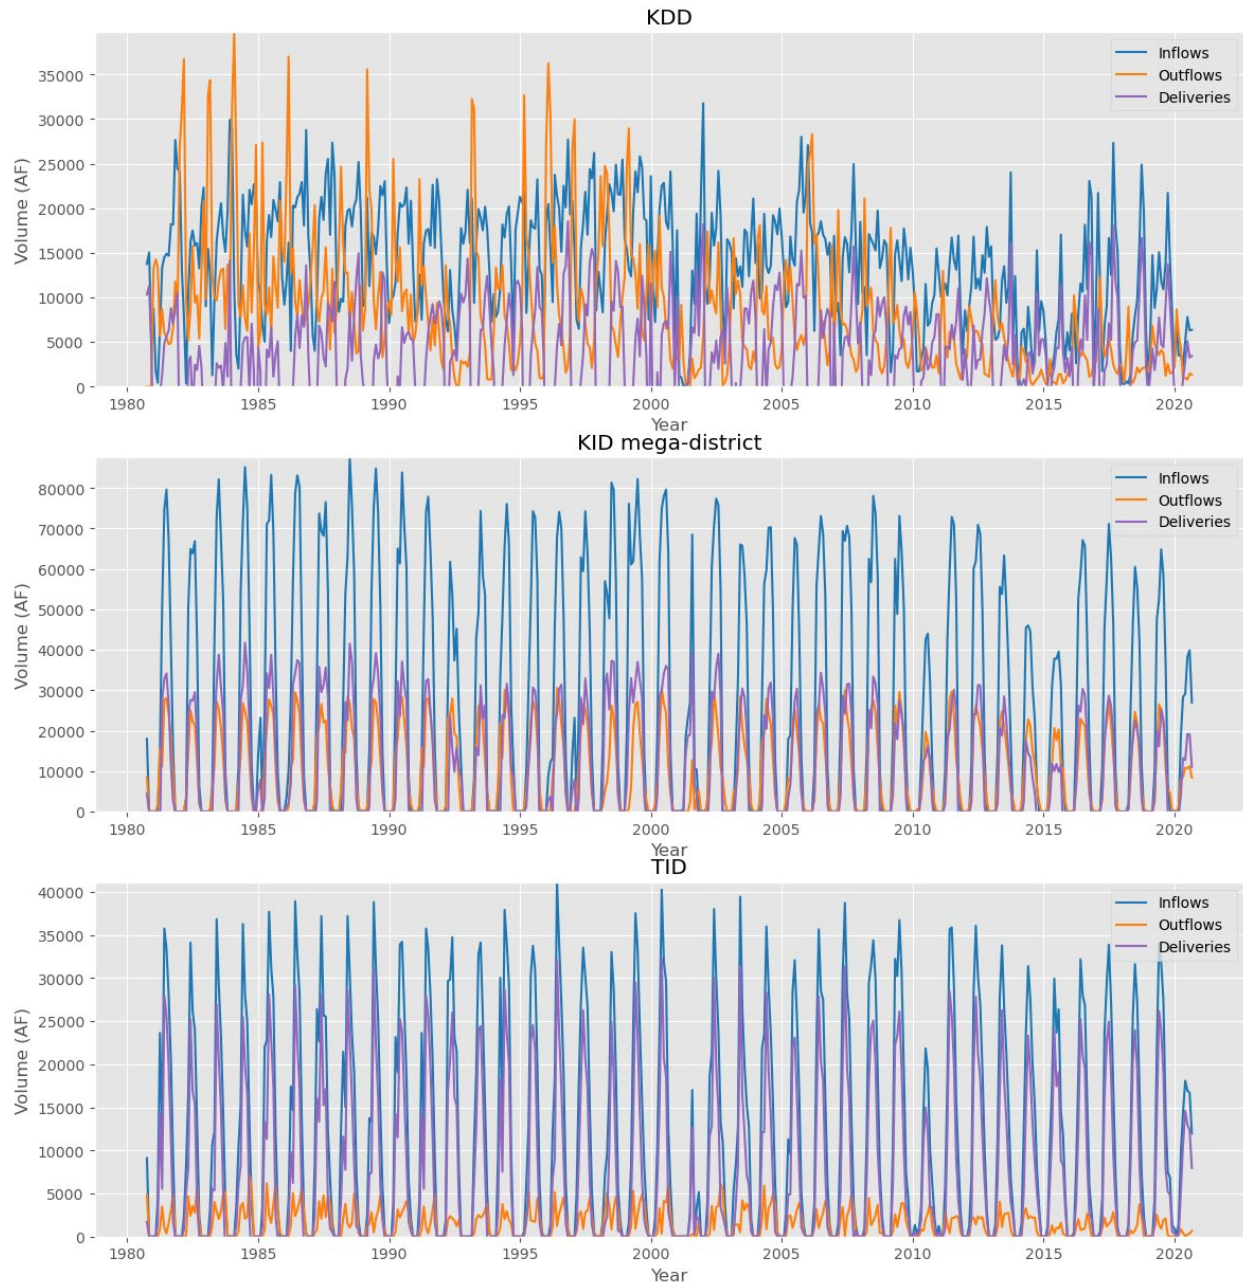 KDD
Inflows
Outflows
Deliveries
Volume (AF)
35000
30000
25000
20000
15000
10000
5000
0
1980 1985 1990 1995 2000 2005 2010 2015 2020
Year
KID mega-district
Inflows
Outflows
Deliveries
Volume (AF)
80000
70000
60000
50000
40000
30000
20000
10000
0
1980 1985 1990 1995 2000 2005 2010 2015 2020
Year
TID
Inflows
Outflows
Deliveries
Volume (AF)
40000
35000
30000
25000
20000
15000
10000
5000
0
1980 1985 1990 1995 2000 2005 2010 2015 2020
Year